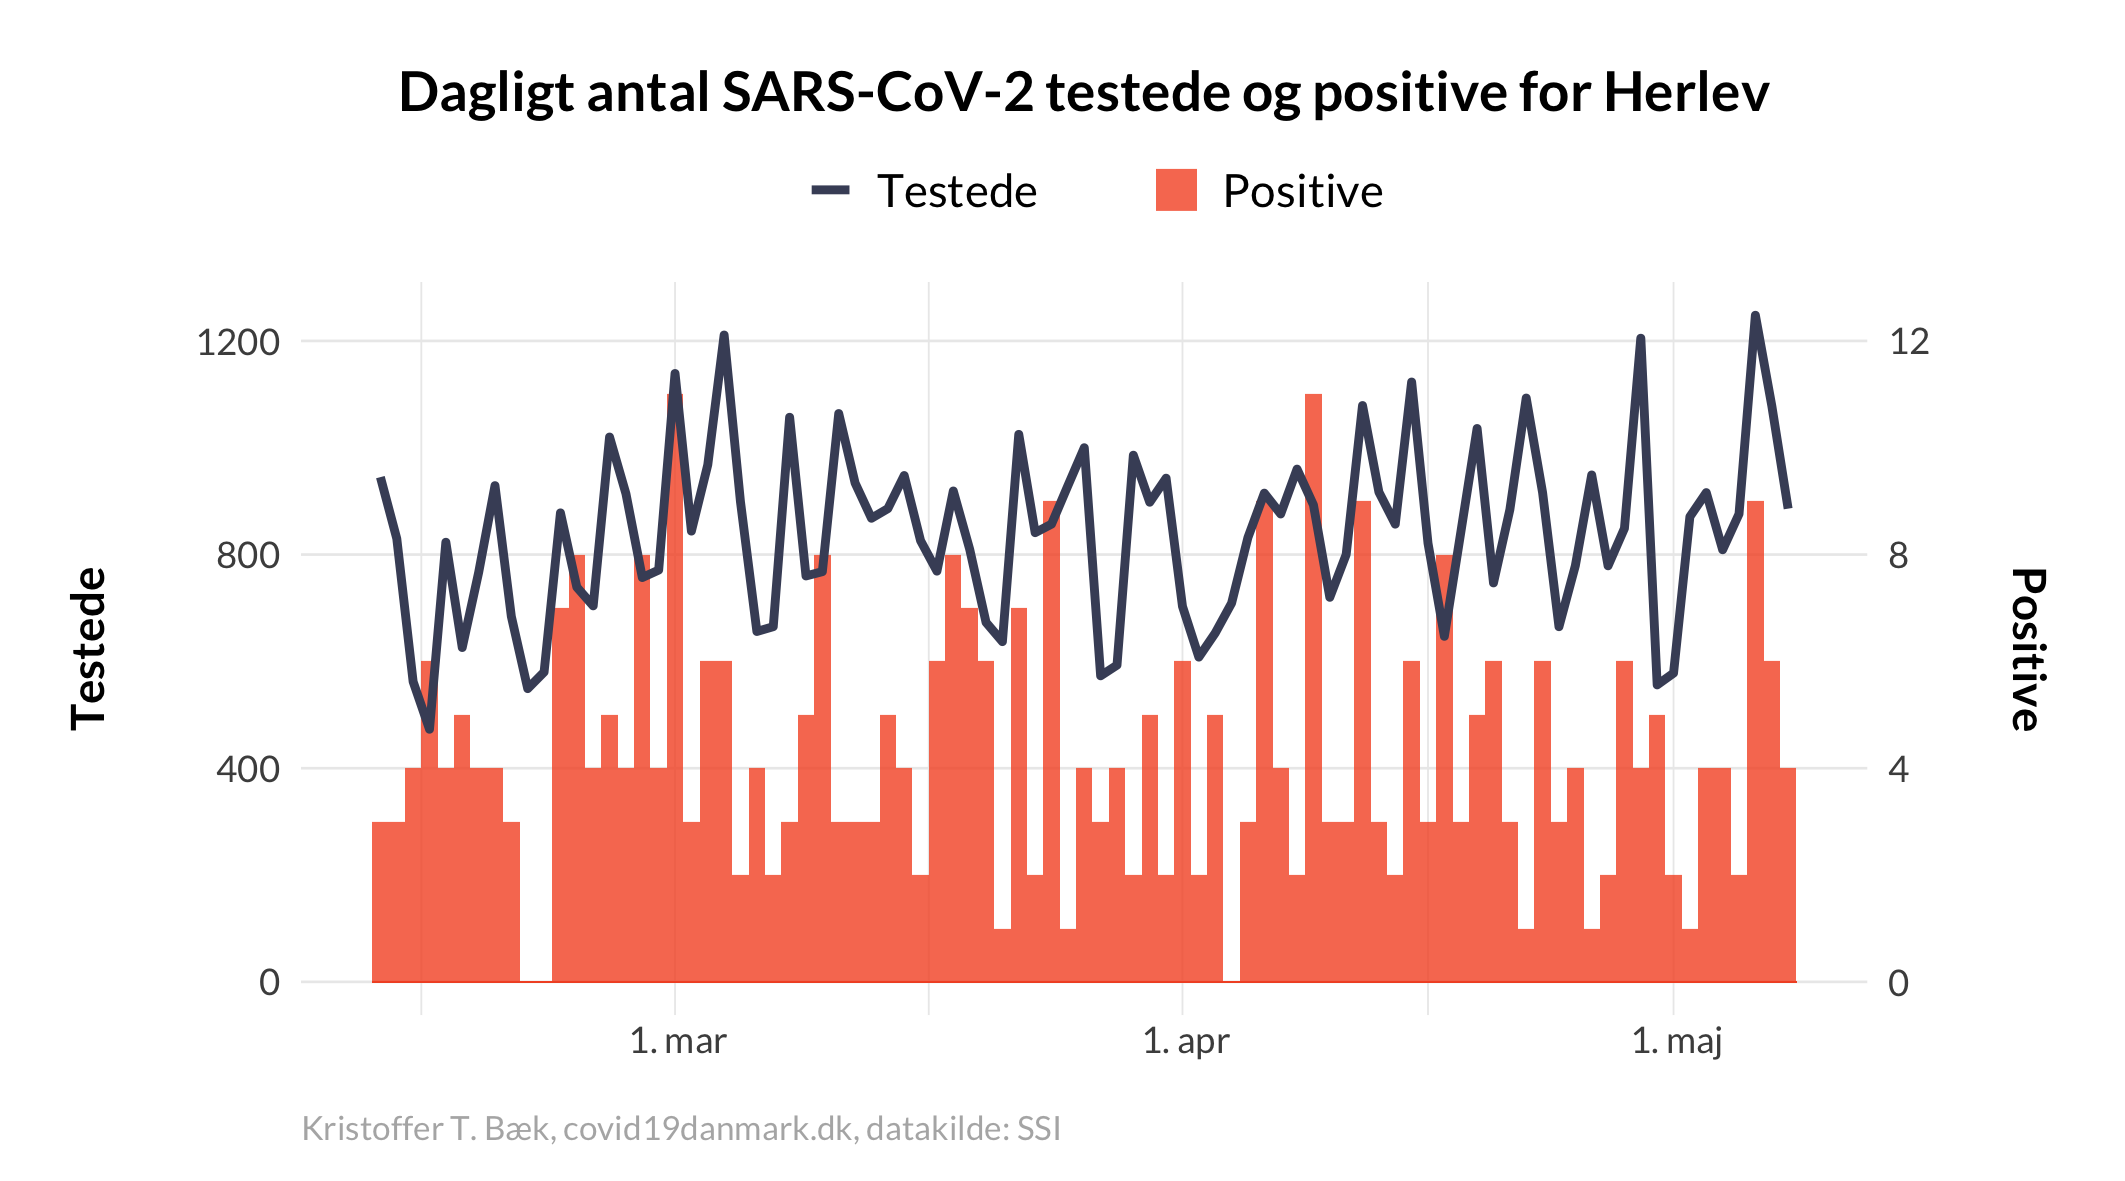 Dagligt antal SARS-CoV-2 testede og positive for Herlev
Testede
Positive
1200
800
400
0
Testede
12
8
4
0
Positive
1. mar
1. apr
1. maj
Kristoffer T. Bæk, covid19danmark.dk, datakilde: SSI